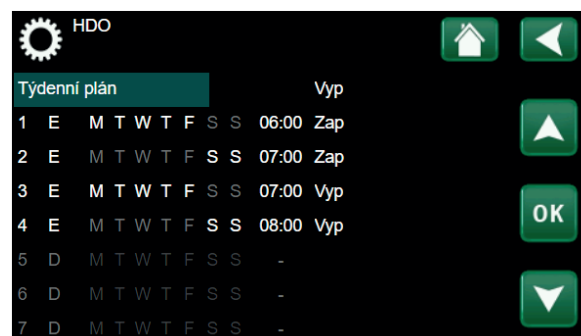 HDO
Týdenní plán Vyp
1 E M T W T F S S 06:00 Zap
2 E M T W T F S S 07:00 Zap
3 E M T W T F S S 07:00 Vyp
4 E M T W T F S S 08:00 Vyp
5 D M T W T F S S -
6 D M T W T F S S -
7 D M T W T F S S -
OK